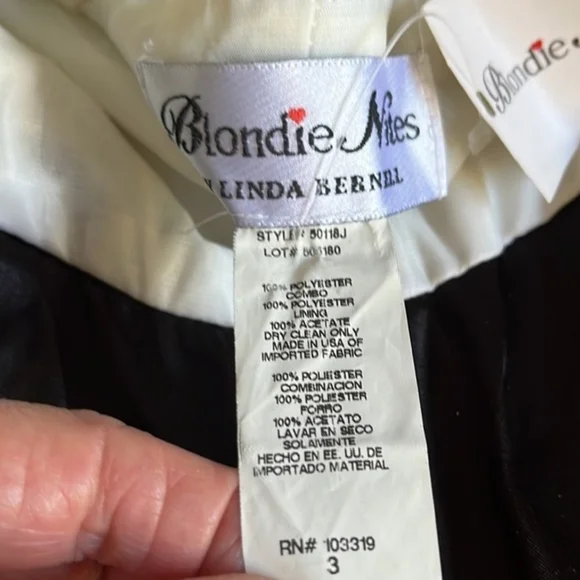 Blondie Nites
LINDA BERNELL
Blondie
STYLE# 50118J
LOT#
100% POLYESTER
COMBO
100% POLYESTER
LINING
100% ACETATE
DRY CLEAN ONLY
MADE IN USA OF
IMPORTED FABRIC
100% POLIESTER
COMBINACION
100% POLIESTER
FORRO
100% ACETATO
LAVAR EN SECO
SOLAMENTE
HECHO EN EE. UU. DE
IMPORTADO MATERIAL
RN# 103319
3